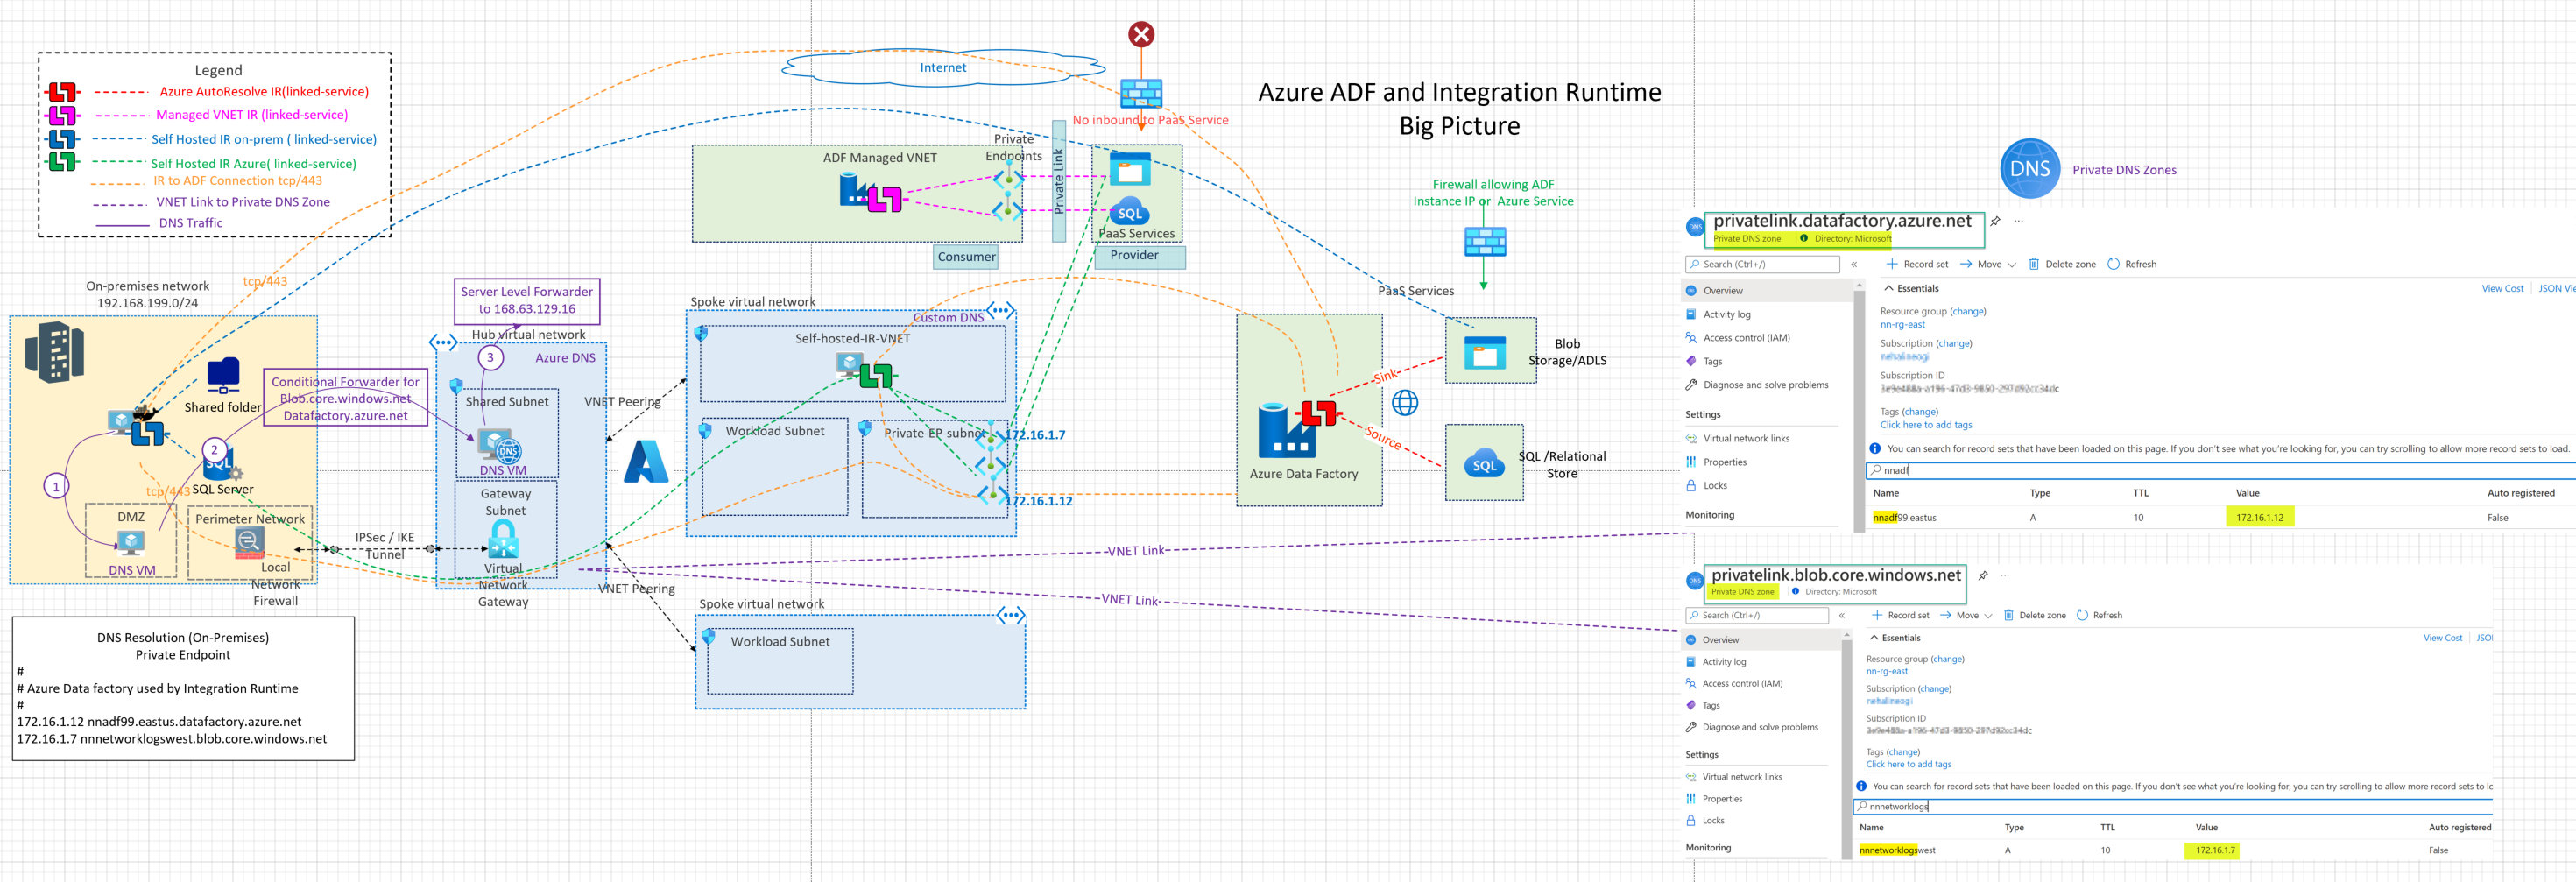 Legend
Azure AutoResolve IR(linked-service)
Managed VNET IR (linked-service)
Self Hosted IR on-prem ( linked-service)
Self Hosted IR Azure( linked-service)
IR to ADF Connection tcp/443
VNET Link to Private DNS Zone
DNS Traffic
Internet
No inbound to PaaS Service
Azure ADF and Integration Runtime
Big Picture
ADF Managed VNET
Private
Endpoints
Private Link
SQL
PaaS Services
Consumer
Provider
Firewall allowing ADF
Instance IP or Azure Service
DNS
Private DNS Zones
On-premises network
192.168.199.0/24
tcp/443
Shared folder
Conditional Forwarder for
Blob.core.windows.net
Datafactory.azure.net
1
2
SQL
SQL Server
tcp/443
DMZ
DNS VM
Perimeter Network
Local
Network
Firewall
IPSec / IKE
Tunnel
Server Level Forwarder
to 168.63.129.16
Hub virtual network
3
Azure DNS
Shared Subnet
DNS
DNS VM
Gateway
Subnet
Virtual
Network
Gateway
VNET Peering
VNET Peering
Spoke virtual network
Custom DNS
Self-hosted-IR-VNET
Workload Subnet
Private-EP-subnet
172.16.1.7
172.16.1.12
Spoke virtual network
Workload Subnet
VNET Link
VNET Link
Azure Data Factory
Sink
Source
PaaS Services
Blob
Storage/ADLS
SQL
SQL /Relational
Store
DNS Resolution (On-Premises)
Private Endpoint
#
# Azure Data factory used by Integration Runtime
#
172.16.1.12 nnadf99.eastus.datafactory.azure.net
172.16.1.7 nnnetworklogswest.blob.core.windows.net
DNS
privatelink.datafactory.azure.net
...
Private DNS zone
Directory: Microsoft
Search (Ctrl+/)
«
Record set
Move
Delete zone
Refresh
Overview
Activity log
Access control (IAM)
Tags
Diagnose and solve problems
Settings
Virtual network links
Properties
Locks
Monitoring
Essentials
View Cost
JSON Vie
Resource group (change)
nn-rg-east
Subscription (change)
nehalineogi
Subscription ID
Tags (change)
Click here to add tags
You can search for record sets that have been loaded on this page. If you don't see what you're looking for, you can try scrolling to allow more record sets to load.
nnadf
Name Type TTL Value Auto registered
nnadf99.eastus A 10 172.16.1.12 False
DNS
privatelink.blob.core.windows.net
...
Private DNS zone
Directory: Microsoft
Search (Ctrl+/)
«
Record set
Move
Delete zone
Refresh
Overview
Activity log
Access control (IAM)
Tags
Diagnose and solve problems
Settings
Virtual network links
Properties
Locks
Monitoring
Essentials
View Cost
JSO
Resource group (change)
nn-rg-east
Subscription (change)
nehalineogi
Subscription ID
Tags (change)
Click here to add tags
You can search for record sets that have been loaded on this page. If you don't see what you're looking for, you can try scrolling to allow more record sets to lo
nnnetworklogs
Name Type TTL Value Auto registered
nnnetworklogswest A 10 172.16.1.7 False